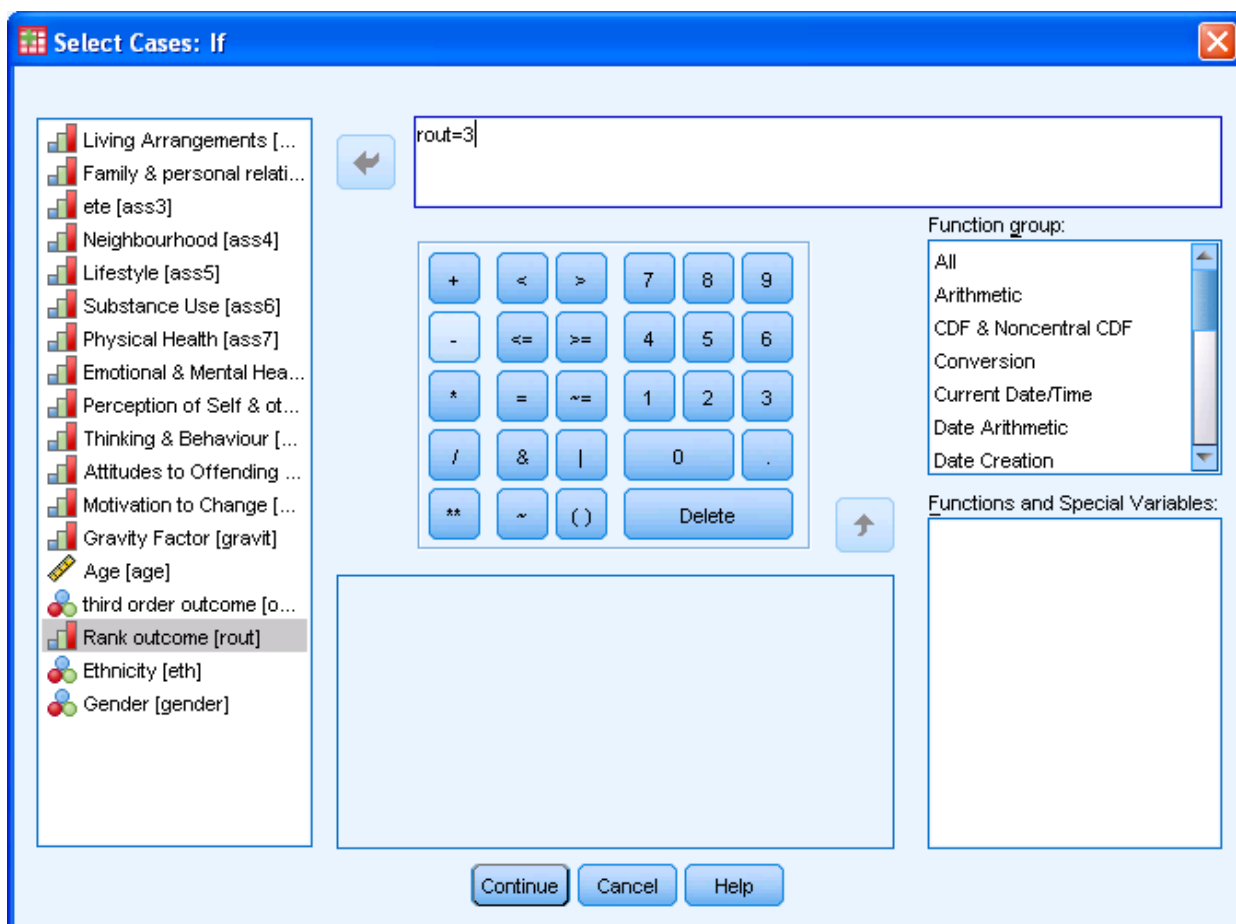 Select Cases: If
Living Arrangements [...
Family & personal relati...
ete [ass3]
Neighbourhood [ass4]
Lifestyle [ass5]
Substance Use [ass6]
Physical Health [ass7]
Emotional & Mental Hea...
Perception of Self & ot...
Thinking & Behaviour [...
Attitudes to Offending ...
Motivation to Change [...
Gravity Factor [gravit]
Age [age]
third order outcome [o...
Rank outcome [rout]
Ethnicity [eth]
Gender [gender]
rout=3
+ < > 7 8 9
- <= >= 4 5 6
* = ~= 1 2 3
/ & | 0 .
** ~ ( ) Delete
Function group:
All
Arithmetic
CDF & Noncentral CDF
Conversion
Current Date/Time
Date Arithmetic
Date Creation
Functions and Special Variables:
Continue Cancel Help